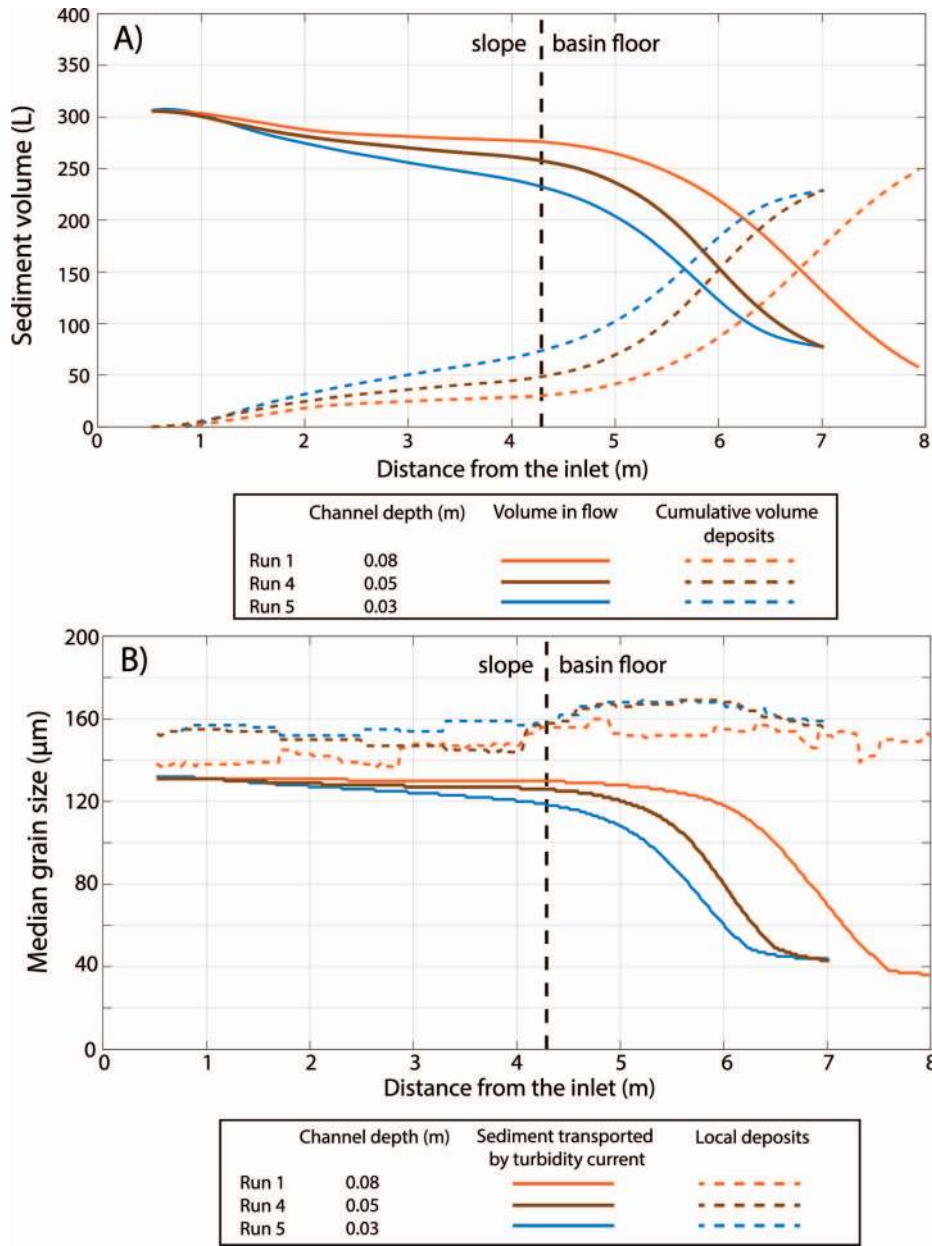 A)
slope
basin floor
400
350
300
250
200
150
100
50
0
Sediment volume (L)
0 1 2 3 4 5 6 7 8
Distance from the inlet (m)
Channel depth (m) Volume in flow Cumulative volume
deposits
Run 1 0.08
Run 4 0.05
Run 5 0.03
B)
slope
basin floor
200
160
120
80
40
0
Median grain size (µm)
0 1 2 3 4 5 6 7 8
Distance from the inlet (m)
Channel depth (m) Sediment transported Local deposits
by turbidity current
Run 1 0.08
Run 4 0.05
Run 5 0.03